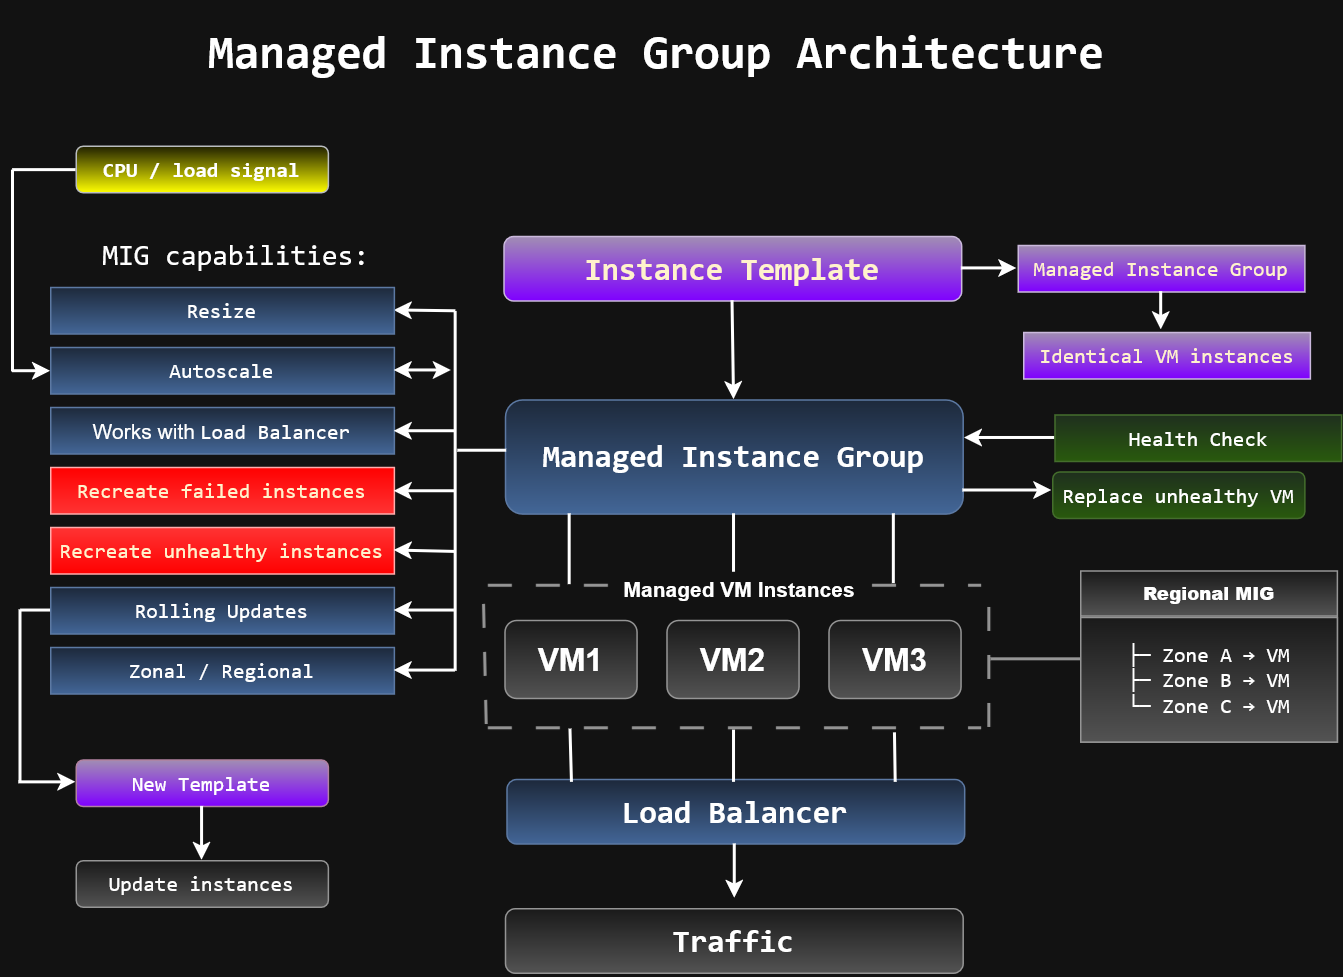 Managed Instance Group Architecture
CPU / load signal
MIG capabilities:
Resize
Autoscale
Works with Load Balancer
Recreate failed instances
Recreate unhealthy instances
Rolling Updates
Zonal / Regional
New Template
Update instances
Instance Template
Managed Instance Group
Identical VM instances
Managed Instance Group
Health Check
Replace unhealthy VM
Managed VM Instances
VM1
VM2
VM3
Regional MIG
├─ Zone A → VM
├─ Zone B → VM
└─ Zone C → VM
Load Balancer
Traffic